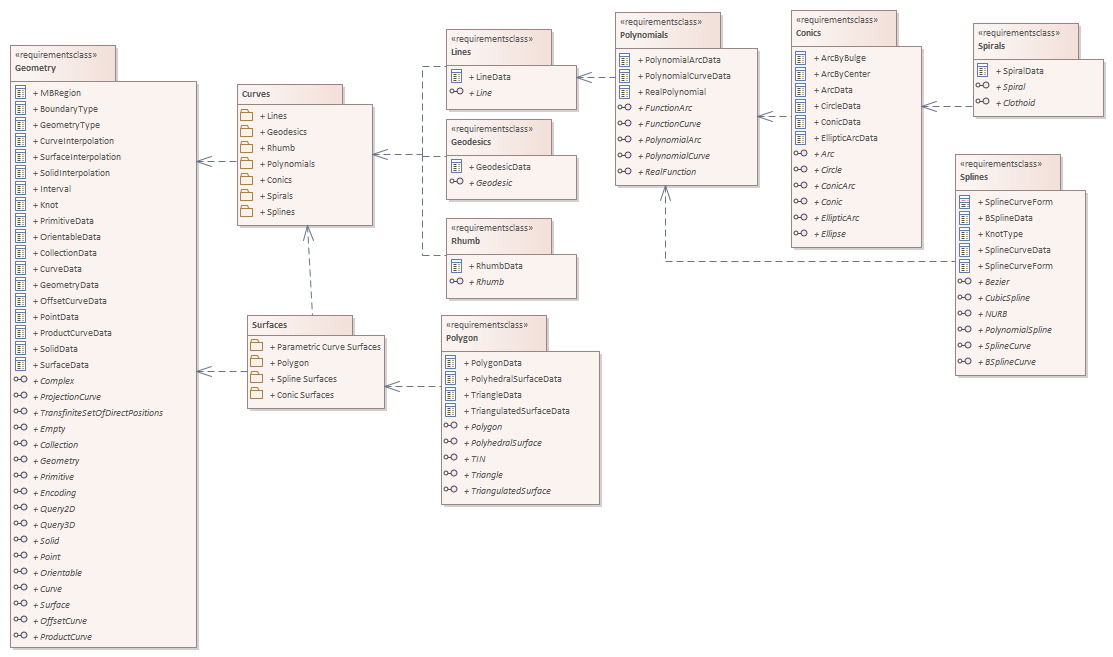 «requirementsclass»
Geometry
+ MBRegion
+ BoundaryType
+ GeometryType
+ CurveInterpolation
+ SurfaceInterpolation
+ SolidInterpolation
+ Interval
+ Knot
+ PrimitiveData
+ OrientableData
+ CollectionData
+ CurveData
+ GeometryData
+ OffsetCurveData
+ PointData
+ ProductCurveData
+ SolidData
+ SurfaceData
+ Complex
+ ProjectionCurve
+ TransfiniteSetOfDirectPositions
+ Empty
+ Collection
+ Geometry
+ Primitive
+ Encoding
+ Query2D
+ Query3D
+ Solid
+ Point
+ Orientable
+ Curve
+ Surface
+ OffsetCurve
+ ProductCurve
Curves
+ Lines
+ Geodesics
+ Rhumb
+ Polynomials
+ Conics
+ Spirals
+ Splines
Surfaces
+ Parametric Curve Surfaces
+ Polygon
+ Spline Surfaces
+ Conic Surfaces
«requirementsclass»
Lines
+ LineData
+ Line
«requirementsclass»
Geodesics
+ GeodesicData
+ Geodesic
«requirementsclass»
Rhumb
+ RhumbData
+ Rhumb
«requirementsclass»
Polygon
+ PolygonData
+ PolyhedralSurfaceData
+ TriangleData
+ TriangulatedSurfaceData
+ Polygon
+ PolyhedralSurface
+ TIN
+ Triangle
+ TriangulatedSurface
«requirementsclass»
Polynomials
+ PolynomialArcData
+ PolynomialCurveData
+ RealPolynomial
+ FunctionArc
+ FunctionCurve
+ PolynomialArc
+ PolynomialCurve
+ RealFunction
«requirementsclass»
Conics
+ ArcByBulge
+ ArcByCenter
+ ArcData
+ CircleData
+ ConicData
+ EllipticArcData
+ Arc
+ Circle
+ ConicArc
+ Conic
+ EllipticArc
+ Ellipse
«requirementsclass»
Spirals
+ SpiralData
+ Spiral
+ Clothoid
«requirementsclass»
Splines
+ SplineCurveForm
+ BSplineData
+ KnotType
+ SplineCurveData
+ SplineCurveForm
+ Bezier
+ CubicSpline
+ NURB
+ PolynomialSpline
+ SplineCurve
+ BSplineCurve